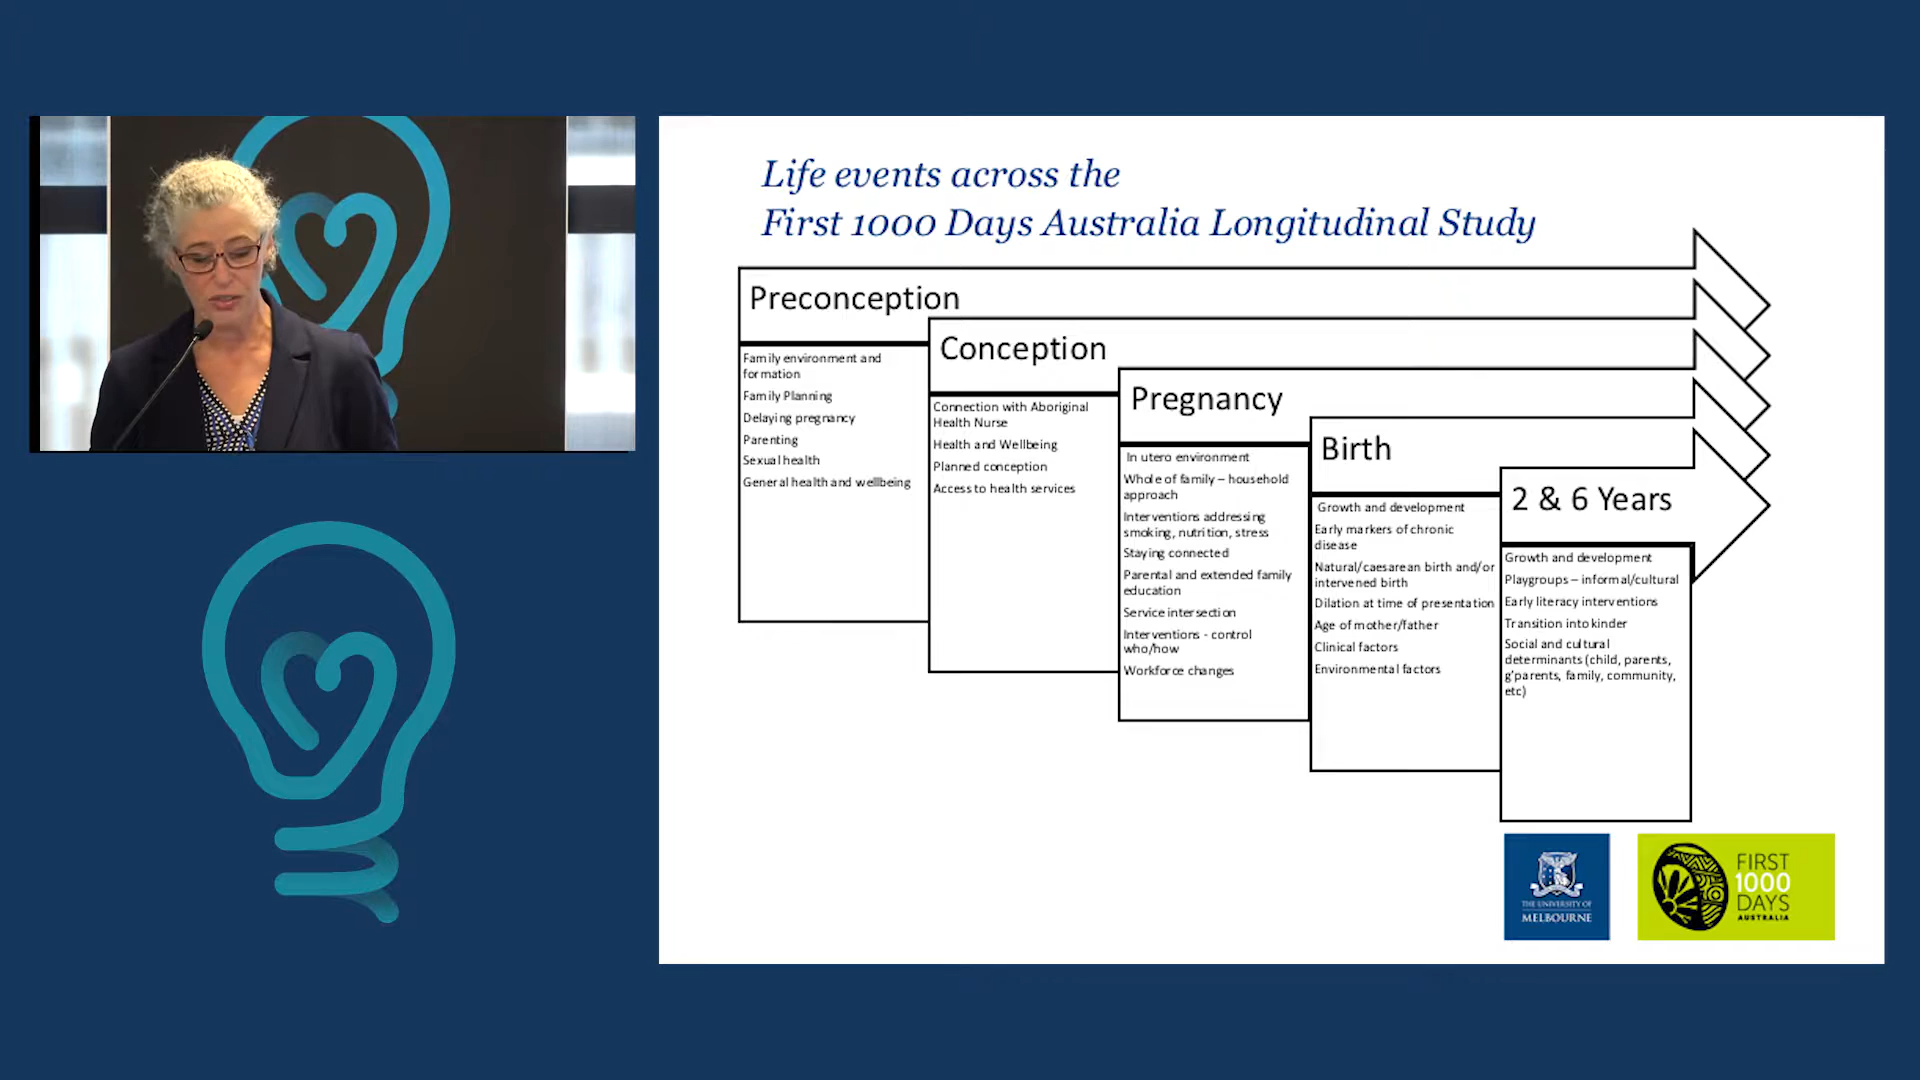 Life events across the
First 1000 Days Australia Longitudinal Study
Preconception
Family environment and
formation
Family Planning
Delaying pregnancy
Parenting
Sexual health
General health and wellbeing
Conception
Connection with Aboriginal
Health Nurse
Health and Wellbeing
Planned conception
Access to health services
Pregnancy
In utero environment
Whole of family – household
approach
Interventions addressing
smoking, nutrition, stress
Staying connected
Parental and extended family
education
Service intersection
Interventions - control
who/how
Workforce changes
Birth
Growth and development
Early markers of chronic
disease
Natural/caesarean birth and/or
intervened birth
Dilation at time of presentation
Age of mother/father
Clinical factors
Environmental factors
2 & 6 Years
Growth and development
Playgroups – informal/cultural
Early literacy interventions
Transition into kinder
Social and cultural
determinants (child, parents,
g'parents, family, community,
etc)
THE UNIVERSITY OF
MELBOURNE
FIRST
1000
DAYS
AUSTRALIA